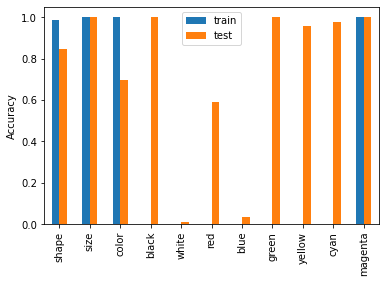 train
test
Accuracy
1.0
0.8
0.6
0.4
0.2
0.0
shape
size
color
black
white
red
blue
green
yellow
cyan
magenta